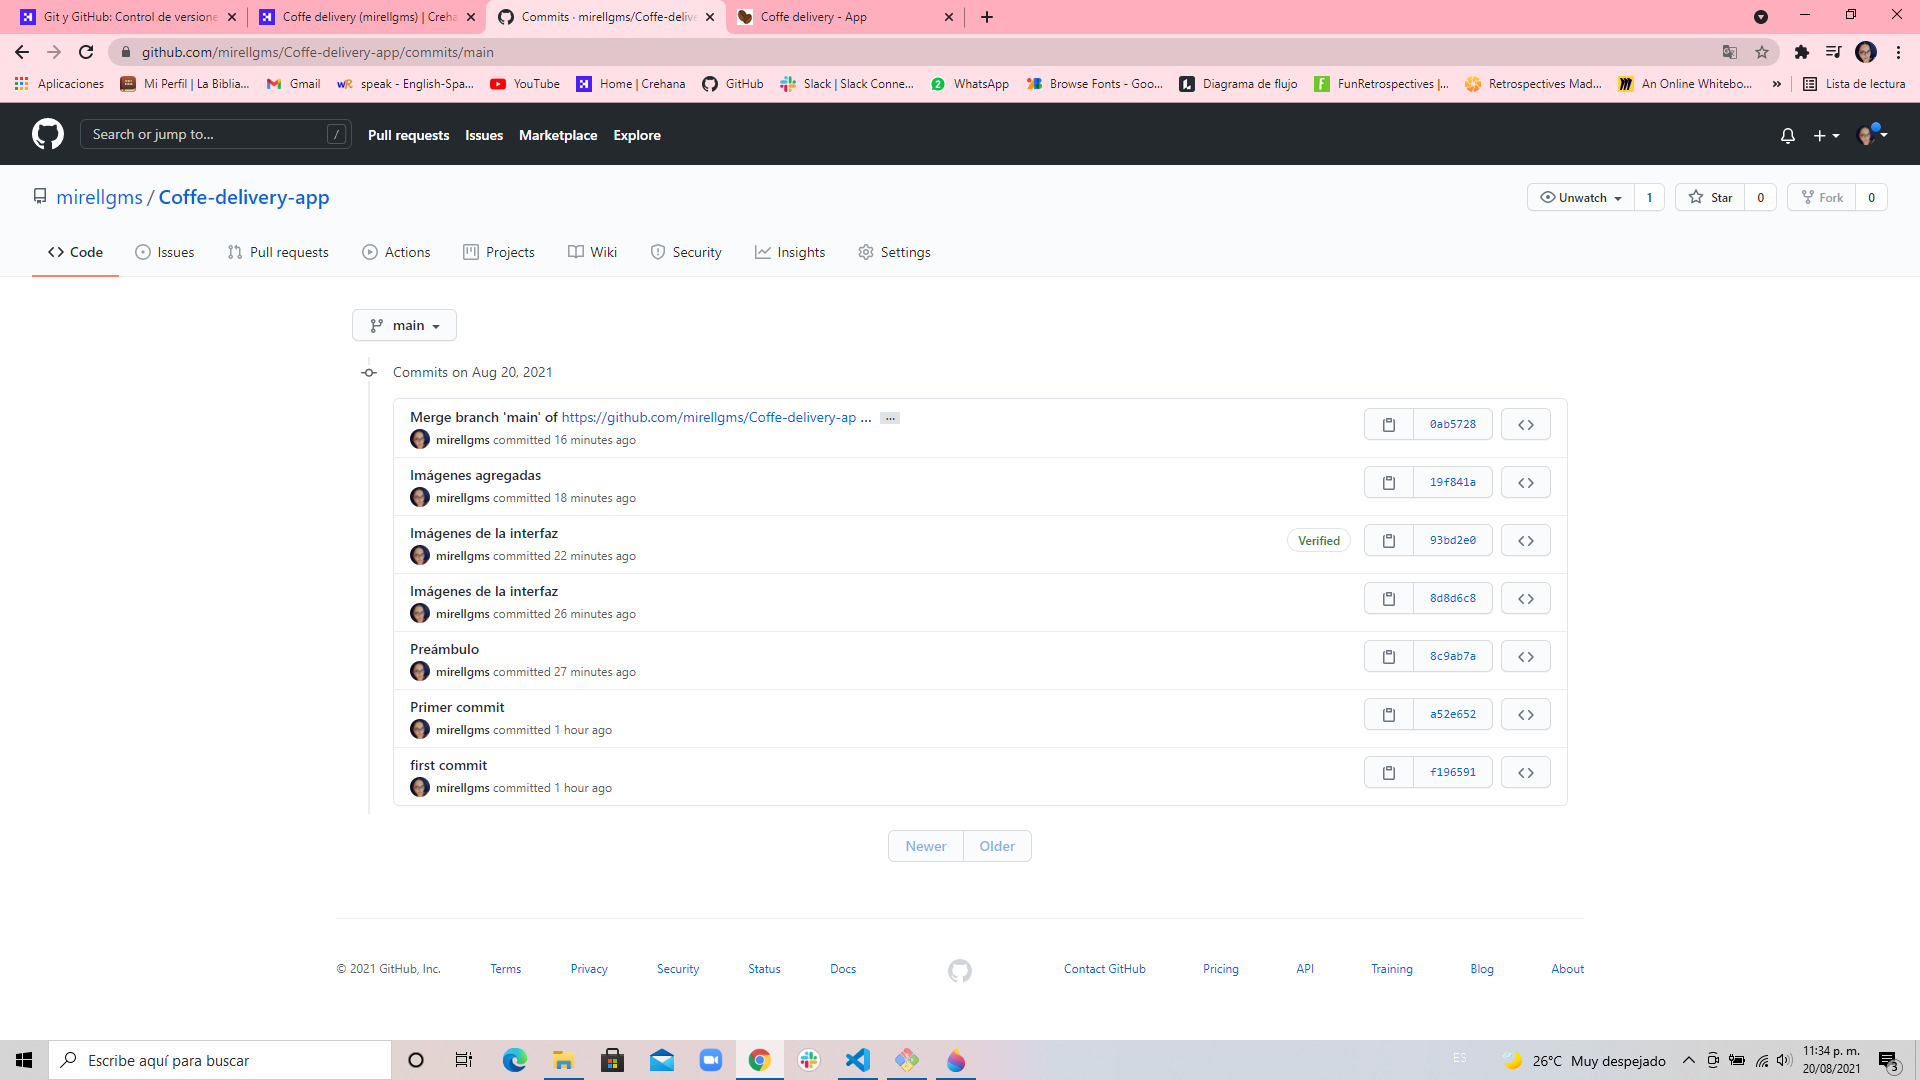 Git y GitHub: Control de versione
Coffe delivery (mirellgms) | Creha
Commits · mirellgms/Coffe-delive
Coffe delivery - App
github.com/mirellgms/Coffe-delivery-app/commits/main
Aplicaciones
Mi Perfil | La Biblia...
Gmail
speak - English-Spa...
YouTube
Home | Crehana
GitHub
Slack | Slack Conne...
WhatsApp
Browse Fonts - Goo...
Diagrama de flujo
FunRetrospectives |...
Retrospectives Mad...
An Online Whitebo...
»
Lista de lectura
Search or jump to...
/
Pull requests
Issues
Marketplace
Explore
mirellgms / Coffe-delivery-app
Unwatch 1
Star 0
Fork 0
Code
Issues
Pull requests
Actions
Projects
Wiki
Security
Insights
Settings
main
Commits on Aug 20, 2021
Merge branch 'main' of https://github.com/mirellgms/Coffe-delivery-ap ... ...
mirellgms committed 16 minutes ago
0ab5728
Imágenes agregadas
mirellgms committed 18 minutes ago
19f841a
Imágenes de la interfaz
mirellgms committed 22 minutes ago
Verified
93bd2e0
Imágenes de la interfaz
mirellgms committed 26 minutes ago
8d8d6c8
Preámbulo
mirellgms committed 27 minutes ago
8c9ab7a
Primer commit
mirellgms committed 1 hour ago
a52e652
first commit
mirellgms committed 1 hour ago
f196591
Newer
Older
© 2021 GitHub, Inc.
Terms
Privacy
Security
Status
Docs
Contact GitHub
Pricing
API
Training
Blog
About
Escribe aquí para buscar
ES
26°C Muy despejado
11:34 p. m.
20/08/2021
3